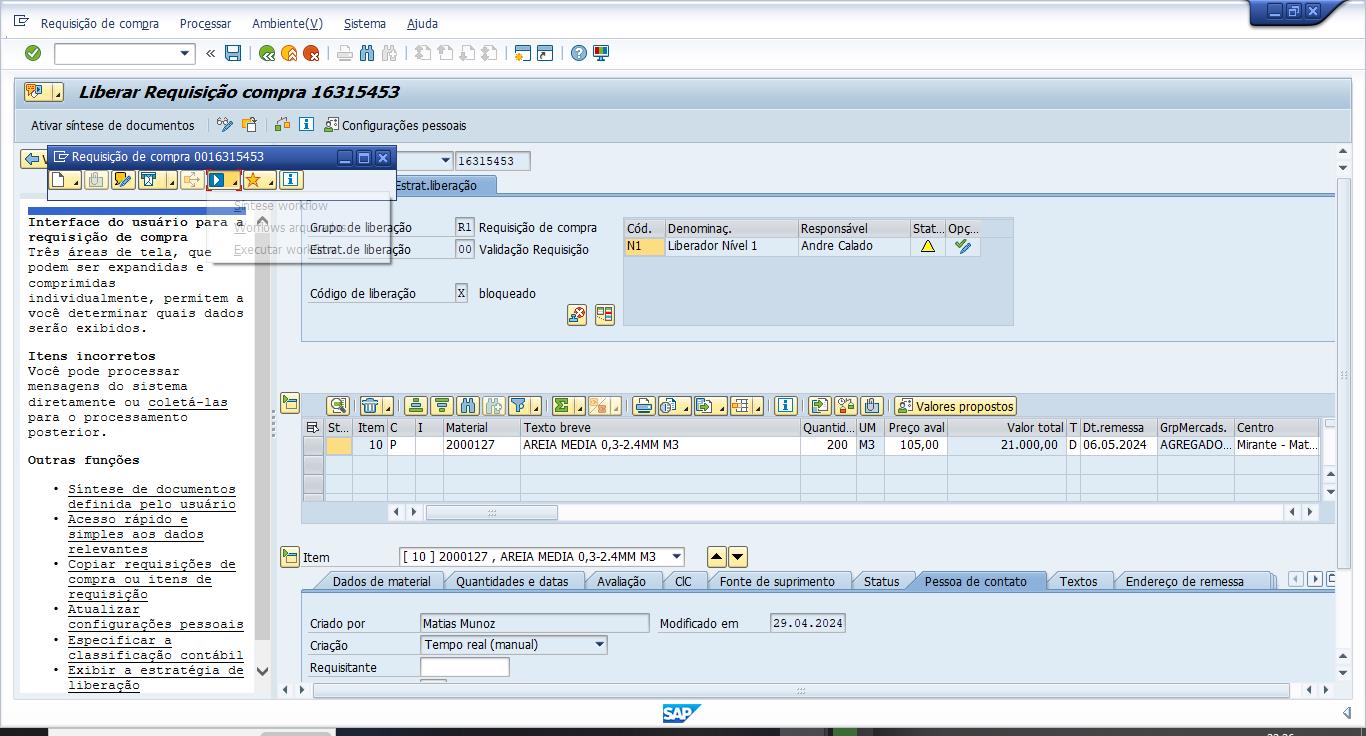 Requisição de compra Processar Ambiente(V) Sistema Ajuda
Liberar Requisição compra 16315453
Ativar síntese de documentos Configurações pessoais
Requisição de compra 0016315453
16315453
Estrat.liberação
Síntese workflow
Executar
Grupo de liberação R1 Requisição de compra
Estrat.de liberação 00 Validação Requisição
Código de liberação X bloqueado
Cód. Denominaç. Responsável Stat... Opç...
N1 Liberador Nível 1 Andre Calado
Interface do usuário para a
requisição de compra
Três áreas de tela, que
podem ser expandidas e
comprimidas
individualmente, permitem a
você determinar quais dados
serão exibidos.
Itens incorretos
Você pode processar
mensagens do sistema
diretamente ou coletá-las
para o processamento
posterior.
Outras funções
• Síntese de documentos
definida pelo usuário
• Acesso rápido e
simples aos dados
relevantes
• Copiar requisições de
compra ou itens de
requisição
• Atualizar
configurações pessoais
• Especificar a
classificação contábil
• Exibir a estratégia de
liberação
Valores propostos
St... Item C I Material Texto breve Quantid... UM Preço aval Valor total T Dt.remessa GrpMercads. Centro
10 P 2000127 AREIA MEDIA 0,3-2.4MM M3 200 M3 105,00 21.000,00 D 06.05.2024 AGREGADO... Mirante - Mat...
Item [ 10 ] 2000127 , AREIA MEDIA 0,3-2.4MM M3
Dados de material Quantidades e datas Avaliação ClC Fonte de suprimento Status Pessoa de contato Textos Endereço de remessa
Criado por Matias Munoz Modificado em 29.04.2024
Criação Tempo real (manual)
Requisitante
SAP